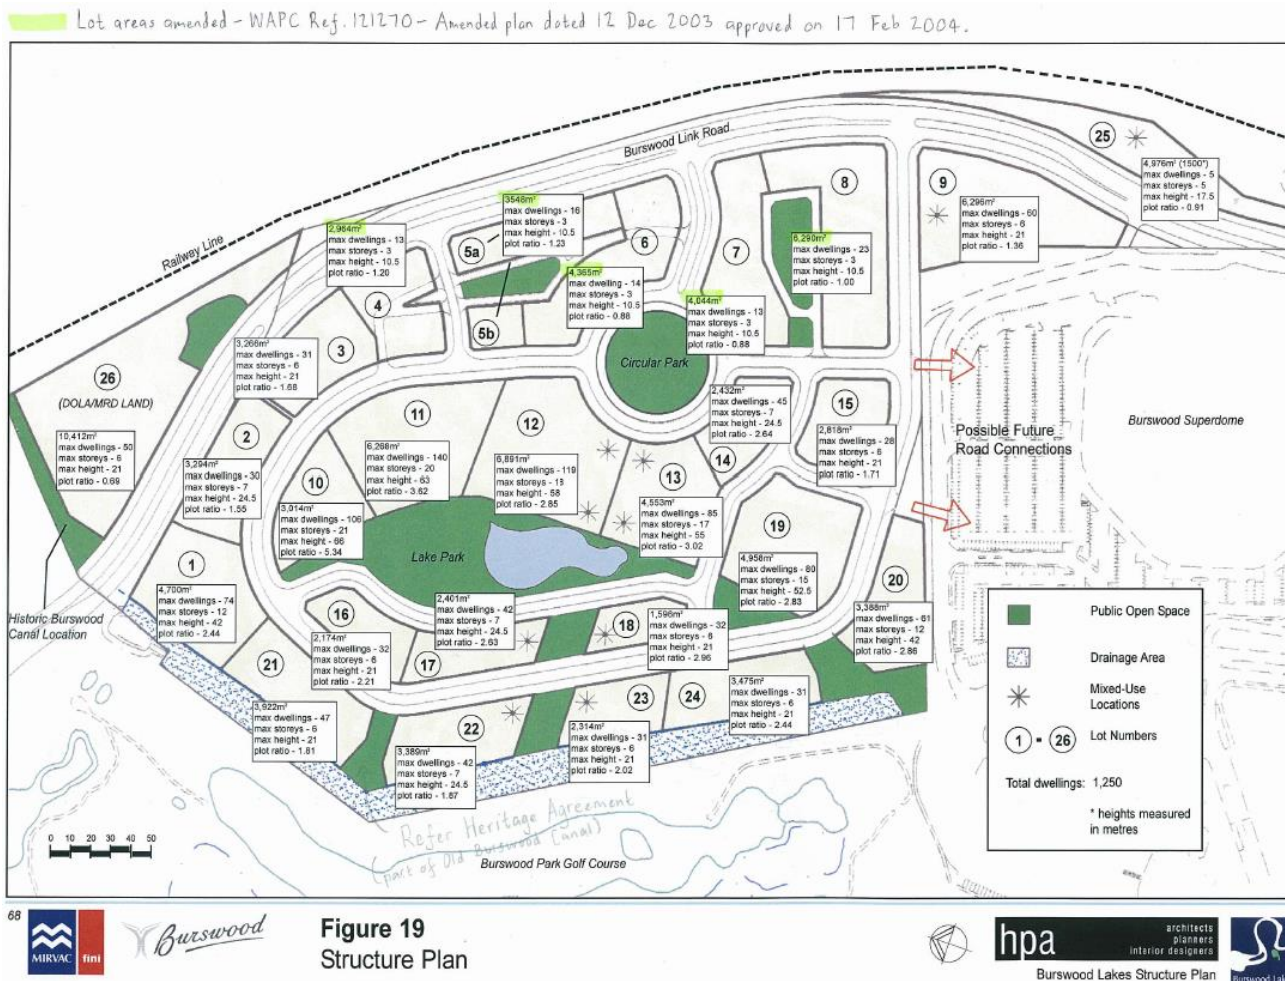 Lot areas amended - WAPC Ref. 121270 - Amended plan dated 12 Dec 2003 approved on 17 Feb 2004.
Burswood Link Road
Railway Line
25
4,976m² (1500*)
max dwellings - 5
max storeys - 5
max height - 17.5
plot ratio - 0.91
8
9
6,296m²
max dwellings - 60
max storeys - 6
max height - 21
plot ratio - 1.36
3548m²
max dwellings - 16
max storeys - 3
max height - 10.5
plot ratio - 1.23
2,964m²
max dwellings - 13
max storeys - 3
max height - 10.5
plot ratio - 1.20
5a
6
7
6,290m²
max dwellings - 23
max storeys - 3
max height - 10.5
plot ratio - 1.00
4,365m²
max dwelling - 14
max storeys - 3
max height - 10.5
plot ratio - 0.88
4
5b
4,044m²
max dwellings - 13
max storeys - 3
max height - 10.5
plot ratio - 0.88
3,266m²
max dwellings - 31
max storeys - 6
max height - 21
plot ratio - 1.68
3
Circular Park
26
(DOLA/MRD LAND)
10,412m²
max dwellings - 50
max storeys - 6
max height - 21
plot ratio - 0.69
2
3,294m²
max dwellings - 30
max storeys - 7
max height - 24.5
plot ratio - 1.55
11
6,268m²
max dwellings - 140
max storeys - 20
max height - 63
plot ratio - 3.62
12
6,891m²
max dwellings - 119
max storeys - 18
max height - 58
plot ratio - 2.85
2,432m²
max dwellings - 45
max storeys - 7
max height - 24.5
plot ratio - 2.64
15
2,818m²
max dwellings - 28
max storeys - 6
max height - 21
plot ratio - 1.71
Possible Future
Road Connections
Burswood Superdome
10
3,014m²
max dwellings - 106
max storeys - 21
max height - 66
plot ratio - 5.34
13
14
4,553m²
max dwellings - 85
max storeys - 17
max height - 55
plot ratio - 3.02
19
4,958m²
max dwellings - 80
max storeys - 15
max height - 52.5
plot ratio - 2.83
Lake Park
1
4,700m²
max dwellings - 74
max storeys - 12
max height - 42
plot ratio - 2.44
20
3,388m²
max dwellings - 61
max storeys - 12
max height - 42
plot ratio - 2.86
Historic Burswood
Canal Location
16
2,174m²
max dwellings - 32
max storeys - 6
max height - 21
plot ratio - 2.21
2,401m²
max dwellings - 42
max storeys - 7
max height - 24.5
plot ratio - 2.63
17
18
1,596m²
max dwellings - 32
max storeys - 6
max height - 21
plot ratio - 2.96
21
3,922m²
max dwellings - 47
max storeys - 6
max height - 21
plot ratio - 1.81
22
3,389m²
max dwellings - 42
max storeys - 7
max height - 24.5
plot ratio - 1.87
23
2,314m²
max dwellings - 31
max storeys - 6
max height - 21
plot ratio - 2.02
24
3,475m²
max dwellings - 31
max storeys - 6
max height - 21
plot ratio - 2.44
Public Open Space
Drainage Area
Mixed-Use
Locations
1 - 26 Lot Numbers
Total dwellings: 1,250
* heights measured
in metres
0 10 20 30 40 50
Refer Heritage Agreement
(part of Old Burswood Canal)
Burswood Park Golf Course
68
MIRVAC fini
Burswood
Figure 19
Structure Plan
hpa
architects
planners
interior designers
Burswood Lakes Structure Plan